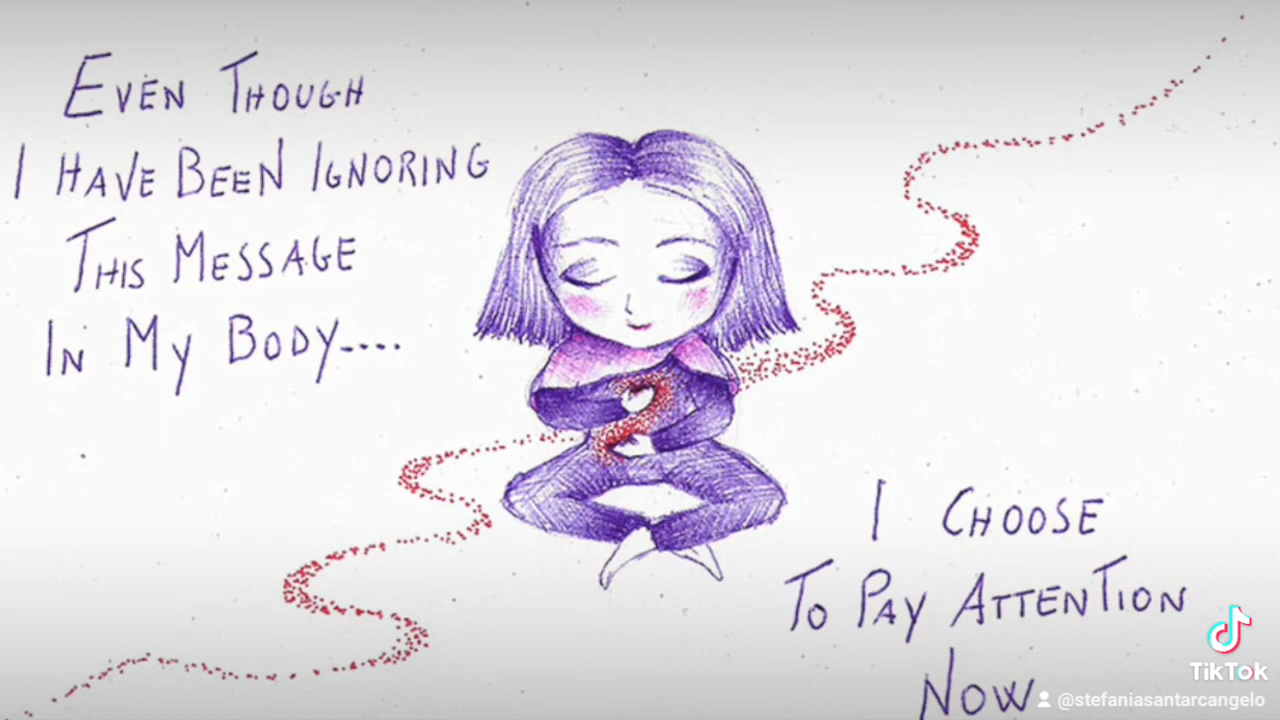 Even Though
I Have Been Ignoring
This Message
In My Body....
I Choose
To Pay Attention
Now.
TikTok
@stefaniasantarcangelo